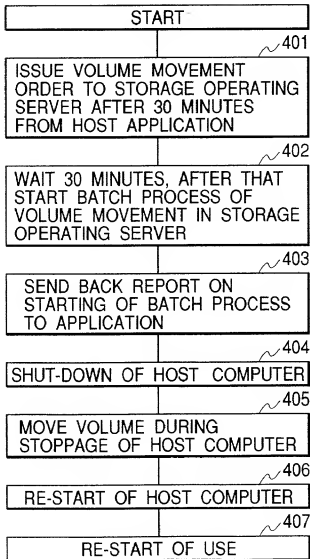 START
401
ISSUE VOLUME MOVEMENT
ORDER TO STORAGE OPERATING
SERVER AFTER 30 MINUTES
FROM HOST APPLICATION
402
WAIT 30 MINUTES, AFTER THAT
START BATCH PROCESS OF
VOLUME MOVEMENT IN STORAGE
OPERATING SERVER
403
SEND BACK REPORT ON
STARTING OF BATCH PROCESS
TO APPLICATION
404
SHUT-DOWN OF HOST COMPUTER
405
MOVE VOLUME DURING
STOPPAGE OF HOST COMPUTER
406
RE-START OF HOST COMPUTER
407
RE-START OF USE